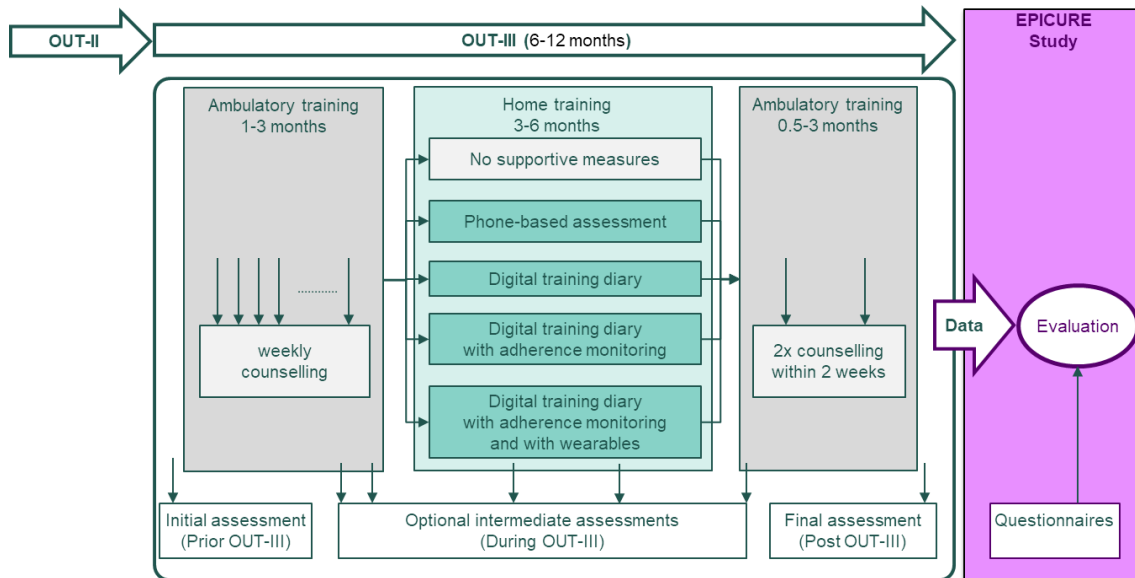 OUT-II
OUT-III (6-12 months)
EPICURE
Study
Ambulatory training
1-3 months
Home training
3-6 months
Ambulatory training
0.5-3 months
No supportive measures
Phone-based assessment
Digital training diary
Digital training diary
with adherence monitoring
Digital training diary
with adherence monitoring
and with wearables
weekly
counselling
2x counselling
within 2 weeks
Data
Evaluation
Initial assessment
(Prior OUT-III)
Optional intermediate assessments
(During OUT-III)
Final assessment
(Post OUT-III)
Questionnaires